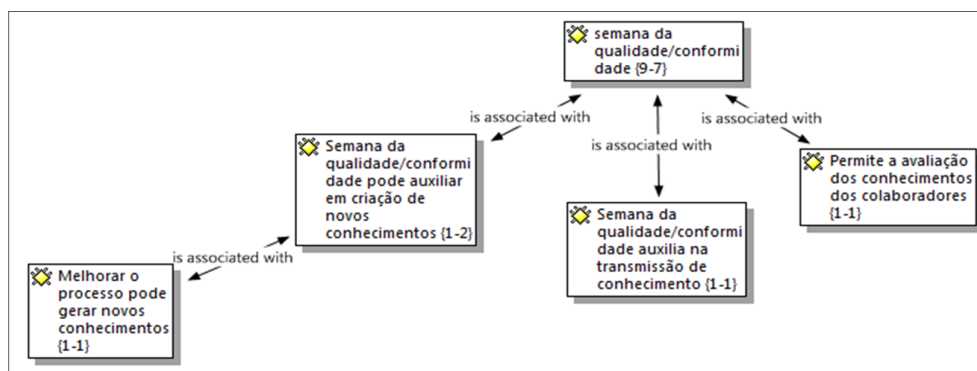 semana da
qualidade/conformi
dade {9-7}
is associated with
is associated with
is associated with
Semana da
qualidade/conformi
dade pode auxiliar
em criação de
novos
conhecimentos {1-2}
Permite a avaliação
dos conhecimentos
dos colaboradores
{1-1}
Semana da
qualidade/conformi
dade auxilia na
transmissão de
conhecimento {1-1}
is associated with
Melhorar o
processo pode
gerar novos
conhecimentos
{1-1}